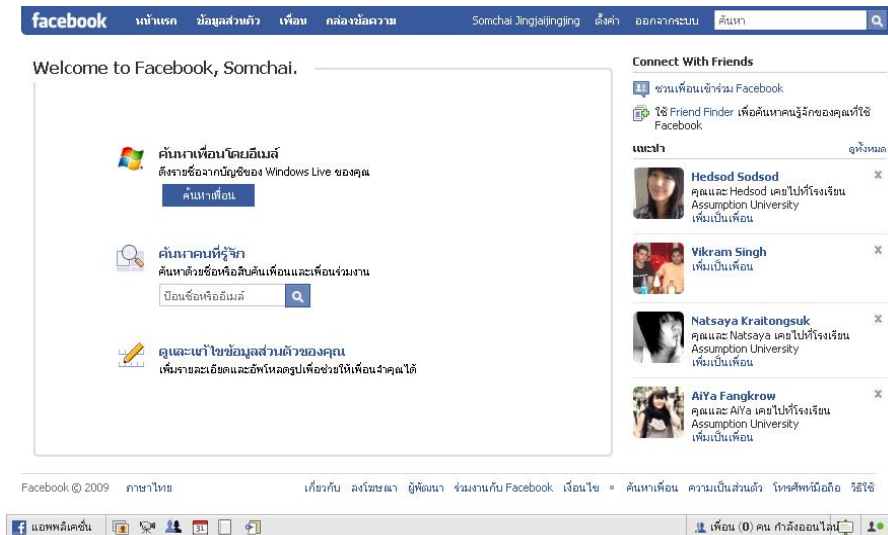 facebook หน้าแรก ข้อมูลส่วนตัว เพื่อน กล่องข้อความ Somchai Jingjaijingjing ตั้งค่า ออกจากระบบ ค้นหา
Welcome to Facebook, Somchai.
ค้นหาเพื่อนโดยอีเมล์
ดึงรายชื่อจากบัญชีของ Windows Live ของคุณ
ค้นหาเพื่อน
ค้นหาคนที่รู้จัก
ค้นหาด้วยชื่อหรือสืบค้นเพื่อนและเพื่อนร่วมงาน
ป้อนชื่อหรืออีเมล์
ดูและแก้ไขข้อมูลส่วนตัวของคุณ
เพิ่มรายละเอียดและอัพโหลดรูปเพื่อช่วยให้เพื่อนจำคุณได้
Connect With Friends
ชวนเพื่อนเข้าร่วม Facebook
ใช้ Friend Finder เพื่อค้นหาคนรู้จักของคุณที่ใช้
Facebook
แนะนำ ดูทั้งหมด
Hedsod Sodsod
คุณและ Hedsod เคยไปที่โรงเรียน
Assumption University
เพิ่มเป็นเพื่อน
Vikram Singh
เพิ่มเป็นเพื่อน
Natsaya Kraitongsuk
คุณและ Natsaya เคยไปที่โรงเรียน
Assumption University
เพิ่มเป็นเพื่อน
AiYa Fangkrow
คุณและ AiYa เคยไปที่โรงเรียน
Assumption University
เพิ่มเป็นเพื่อน
Facebook © 2009 ภาษาไทย เกี่ยวกับ ลงโฆษณา ผู้พัฒนา ร่วมงานกับ Facebook เงื่อนไข ค้นหาเพื่อน ความเป็นส่วนตัว โทรศัพท์มือถือ วิธีใช้
แอพพลิเคชั่น 31 เพื่อน (0) คน กำลังออนไลน์ 1